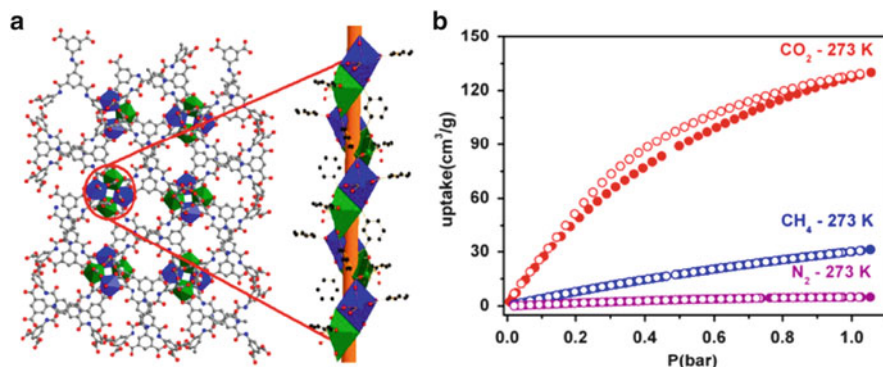 a
b
150
120
90
60
30
0
uptake(cm³/g)
CO₂ - 273 K
CH₄ - 273 K
N₂ - 273 K
0.0 0.2 0.4 0.6 0.8 1.0
P(bar)